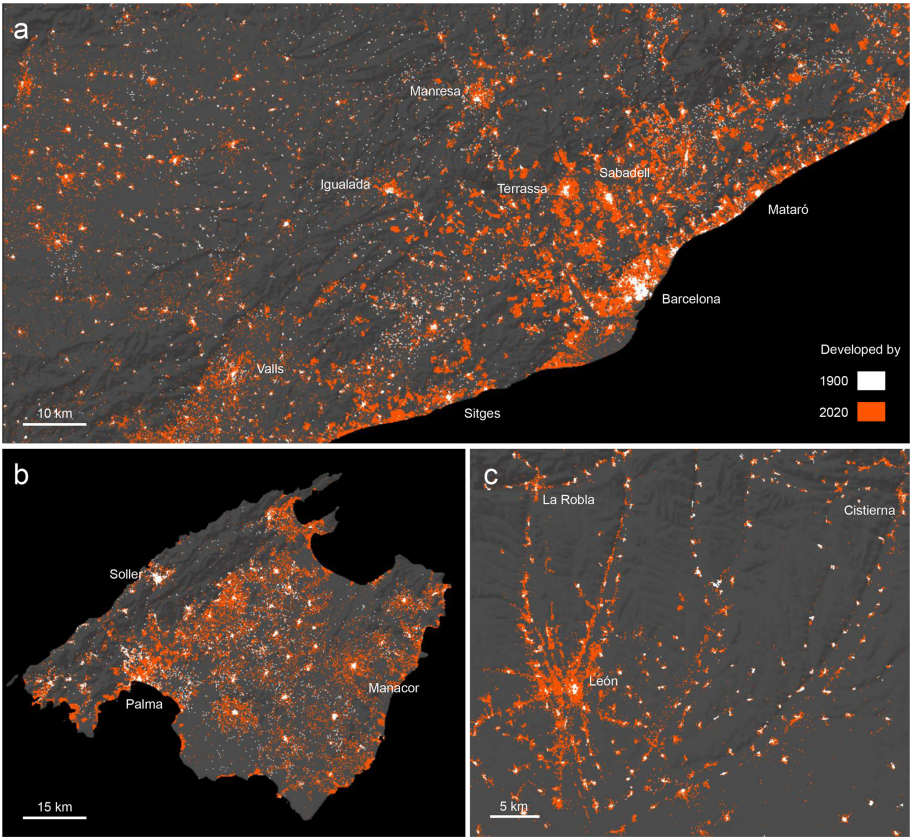 a
Manresa
Igualada
Terrassa
Sabadell
Mataró
Barcelona
Developed by
1900
2020
Valls
Sitges
10 km
b
Soller
Palma
Manacor
15 km
c
La Robla
Cistierna
León
5 km